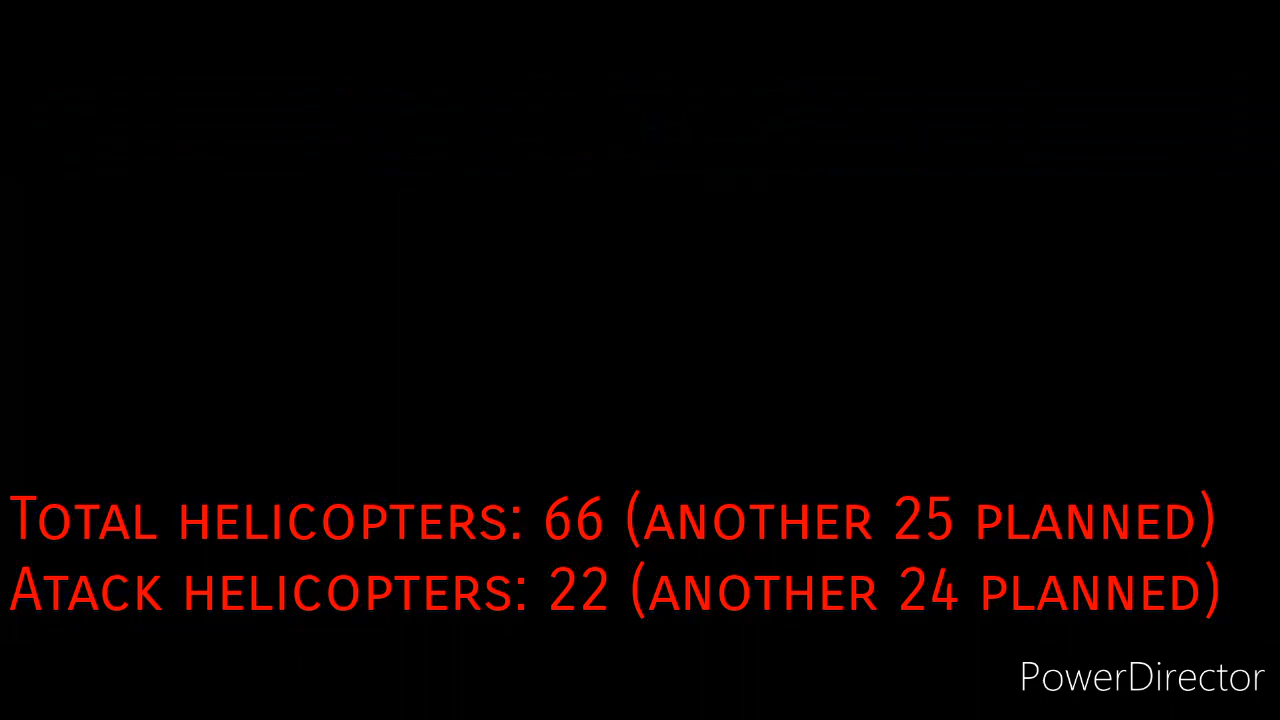 Total helicopters: 66 (another 25 planned)
Atack helicopters: 22 (another 24 planned)
PowerDirector